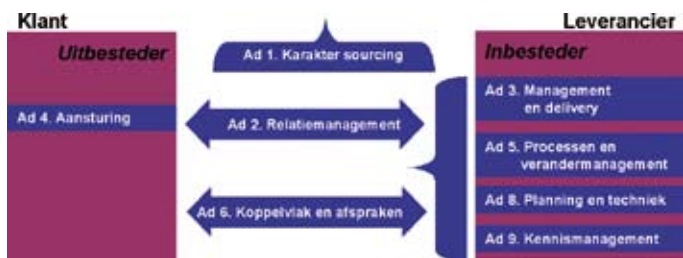 Klant
Leverancier
Uitbesteder
Ad 1. Karakter sourcing
Inbesteder
Ad 3. Management
en delivery
Ad 4. Aansturing
Ad 2. Relatiemanagement
Ad 5. Processen en
verandermanagement
Ad 6. Koppelvlak en afspraken
Ad 8. Planning en techniek
Ad 9. Kennismanagement